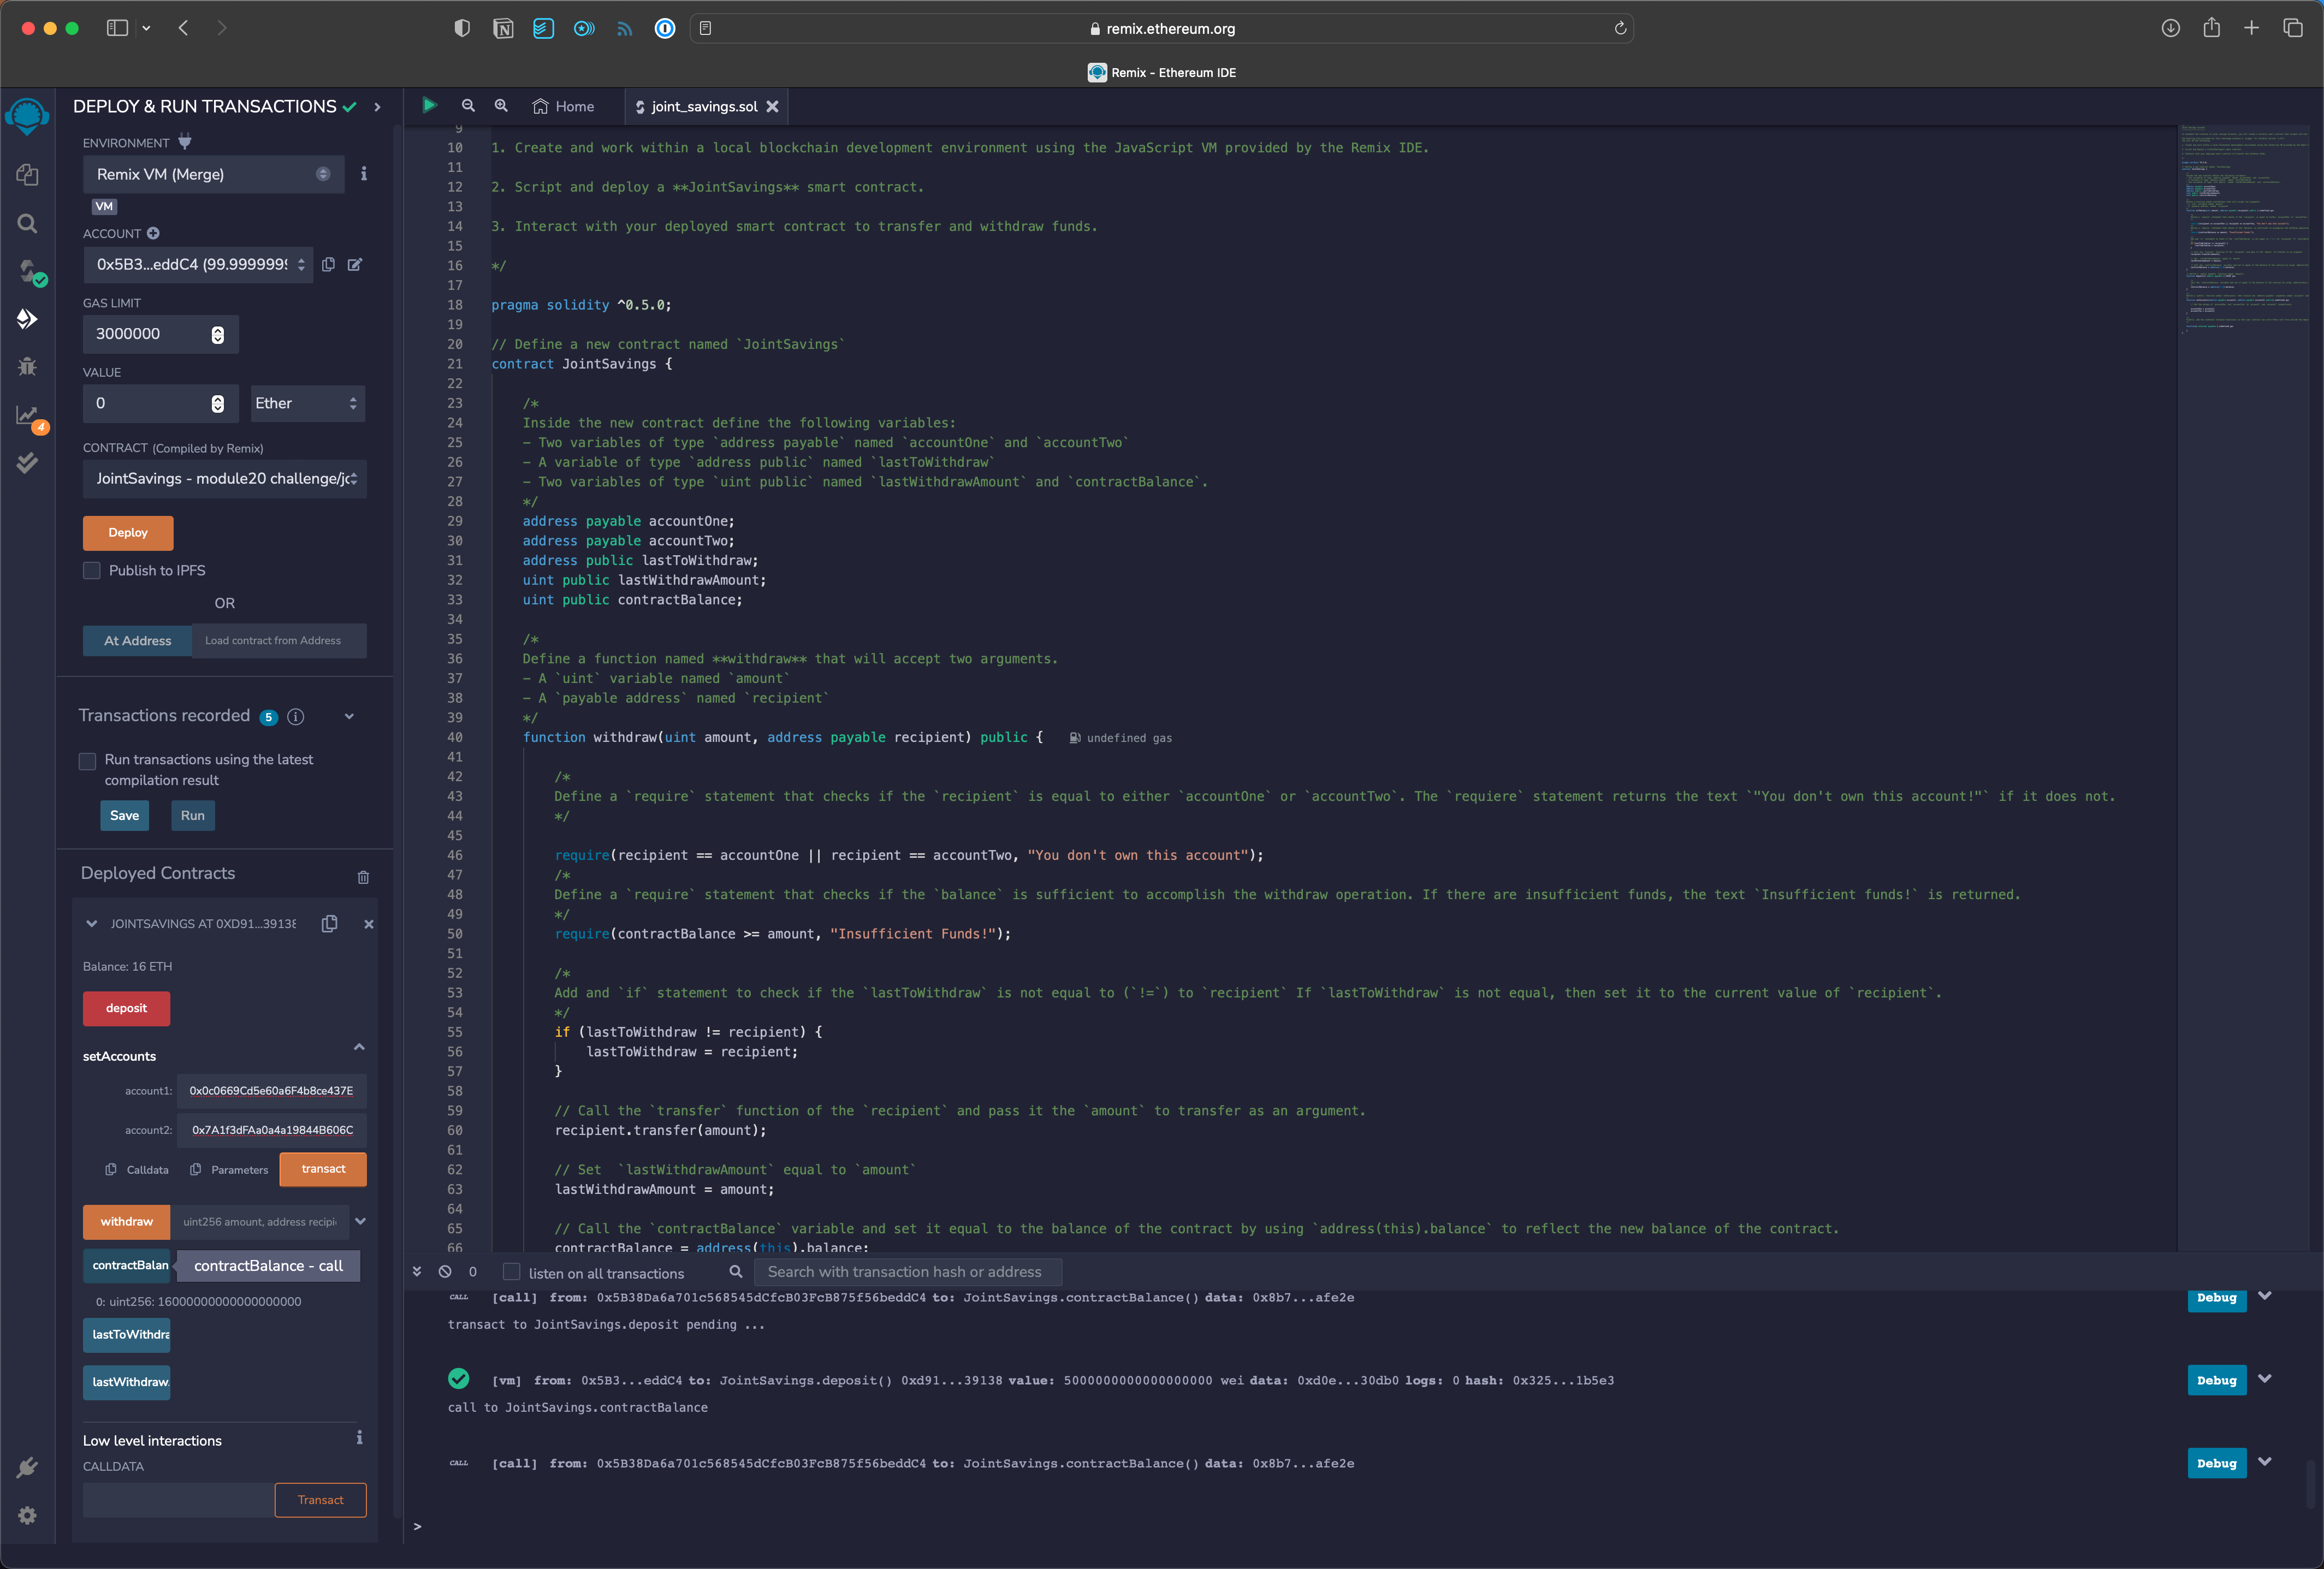 remix.ethereum.org
Remix - Ethereum IDE
DEPLOY & RUN TRANSACTIONS
ENVIRONMENT
Remix VM (Merge)
VM
ACCOUNT
0x5B3...eddC4 (99.9999999
GAS LIMIT
3000000
VALUE
0
Ether
CONTRACT (Compiled by Remix)
JointSavings - module20 challenge/jo
Deploy
Publish to IPFS
OR
At Address
Load contract from Address
Transactions recorded 5
Run transactions using the latest
compilation result
Save
Run
Deployed Contracts
JOINTSAVINGS AT 0XD91...39138
Balance: 16 ETH
deposit
setAccounts
account1: 0x0c0669Cd5e60a6F4b8ce437E
account2: 0x7A1f3dFAa0a4a19844B606C
Calldata
Parameters
transact
withdraw
uint256 amount, address recipi
contractBalan
contractBalance - call
0: uint256: 16000000000000000000
lastToWithdra
lastWithdraw
Low level interactions
CALLDATA
Transact
4
Home
joint_savings.sol
9
10 1. Create and work within a local blockchain development environment using the JavaScript VM provided by the Remix IDE.
11
12 2. Script and deploy a **JointSavings** smart contract.
13
14 3. Interact with your deployed smart contract to transfer and withdraw funds.
15
16 */
17
18 pragma solidity ^0.5.0;
19
20 // Define a new contract named `JointSavings`
21 contract JointSavings {
22
23 /*
24 Inside the new contract define the following variables:
25 - Two variables of type `address payable` named `accountOne` and `accountTwo`
26 - A variable of type `address public` named `lastToWithdraw`
27 - Two variables of type `uint public` named `lastWithdrawAmount` and `contractBalance`.
28 */
29 address payable accountOne;
30 address payable accountTwo;
31 address public lastToWithdraw;
32 uint public lastWithdrawAmount;
33 uint public contractBalance;
34
35 /*
36 Define a function named **withdraw** that will accept two arguments.
37 - A `uint` variable named `amount`
38 - A `payable address` named `recipient`
39 */
40 function withdraw(uint amount, address payable recipient) public { undefined gas
41
42 /*
43 Define a `require` statement that checks if the `recipient` is equal to either `accountOne` or `accountTwo`. The `requiere` statement returns the text `"You don't own this account!"` if it does not.
44 */
45
46 require(recipient == accountOne || recipient == accountTwo, "You don't own this account");
47 /*
48 Define a `require` statement that checks if the `balance` is sufficient to accomplish the withdraw operation. If there are insufficient funds, the text `Insufficient funds!` is returned.
49 */
50 require(contractBalance >= amount, "Insufficient Funds!");
51
52 /*
53 Add and `if` statement to check if the `lastToWithdraw` is not equal to (`!=`) to `recipient` If `lastToWithdraw` is not equal, then set it to the current value of `recipient`.
54 */
55 if (lastToWithdraw != recipient) {
56 lastToWithdraw = recipient;
57 }
58
59 // Call the `transfer` function of the `recipient` and pass it the `amount` to transfer as an argument.
60 recipient.transfer(amount);
61
62 // Set  `lastWithdrawAmount` equal to `amount`
63 lastWithdrawAmount = amount;
64
65 // Call the `contractBalance` variable and set it equal to the balance of the contract by using `address(this).balance` to reflect the new balance of the contract.
66 contractBalance = address(this).balance;
0
listen on all transactions
Search with transaction hash or address
CALL [call] from: 0x5B38Da6a701c568545dCfcB03FcB875f56beddC4 to: JointSavings.contractBalance() data: 0x8b7...afe2e
Debug
transact to JointSavings.deposit pending ...
[vm] from: 0x5B3...eddC4 to: JointSavings.deposit() 0xd91...39138 value: 5000000000000000000 wei data: 0xd0e...30db0 logs: 0 hash: 0x325...1b5e3
Debug
call to JointSavings.contractBalance
CALL [call] from: 0x5B38Da6a701c568545dCfcB03FcB875f56beddC4 to: JointSavings.contractBalance() data: 0x8b7...afe2e
Debug
>